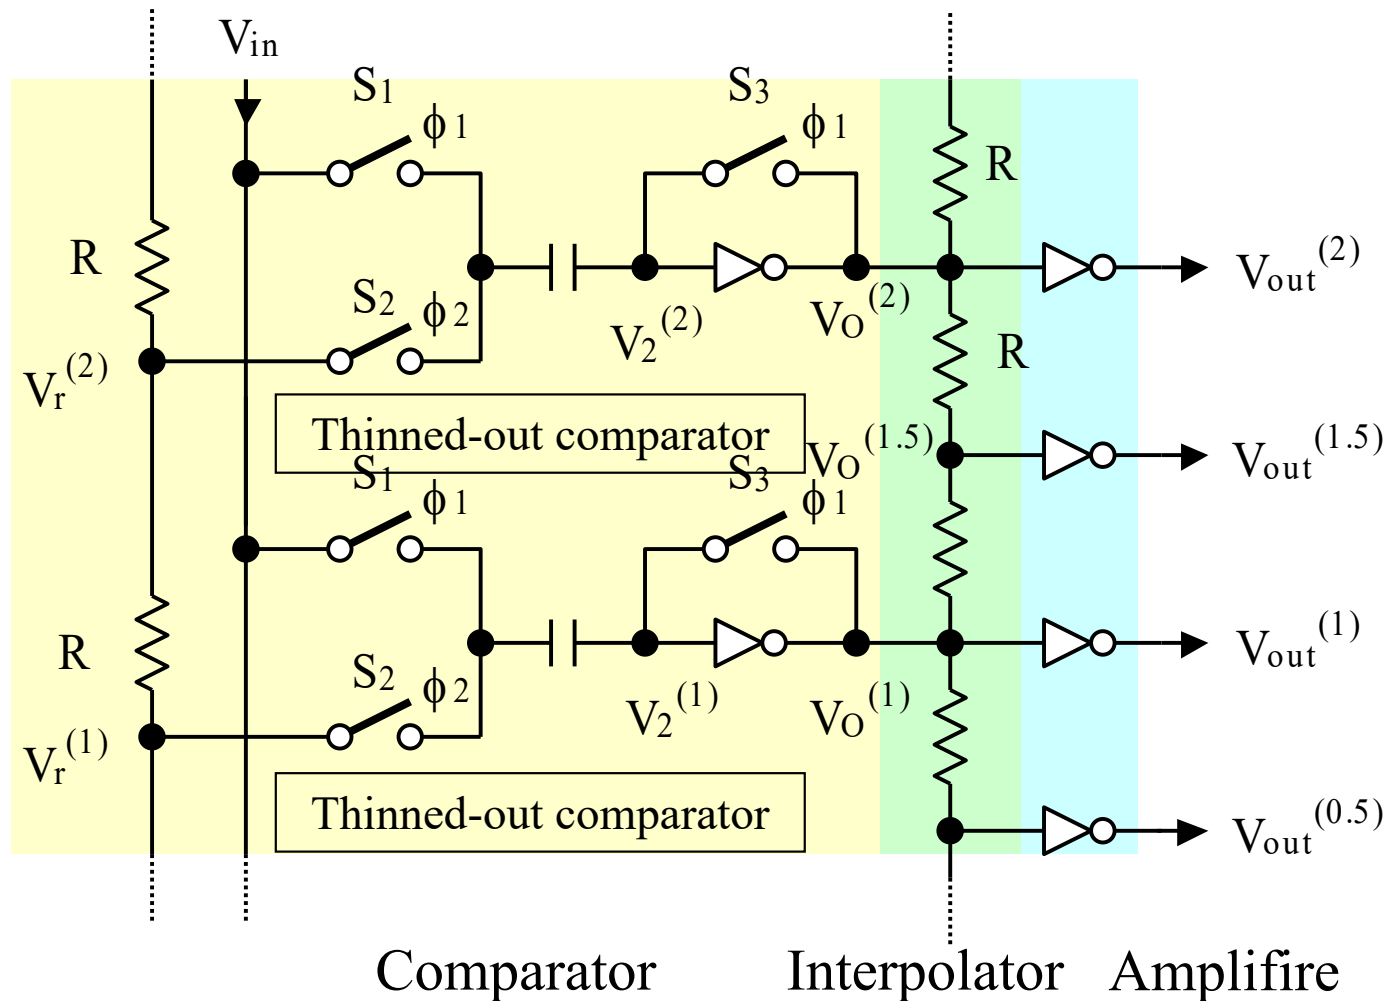 Vin
S1
ϕ1
S3
ϕ1
R
R
S2
ϕ2
V2(2)
VO(2)
Vout(2)
Vr(2)
R
Thinned-out comparator
VO(1.5)
Vout(1.5)
S1
ϕ1
S3
ϕ1
R
S2
ϕ2
V2(1)
VO(1)
Vout(1)
Vr(1)
Thinned-out comparator
Vout(0.5)
Comparator
Interpolator
Amplifire